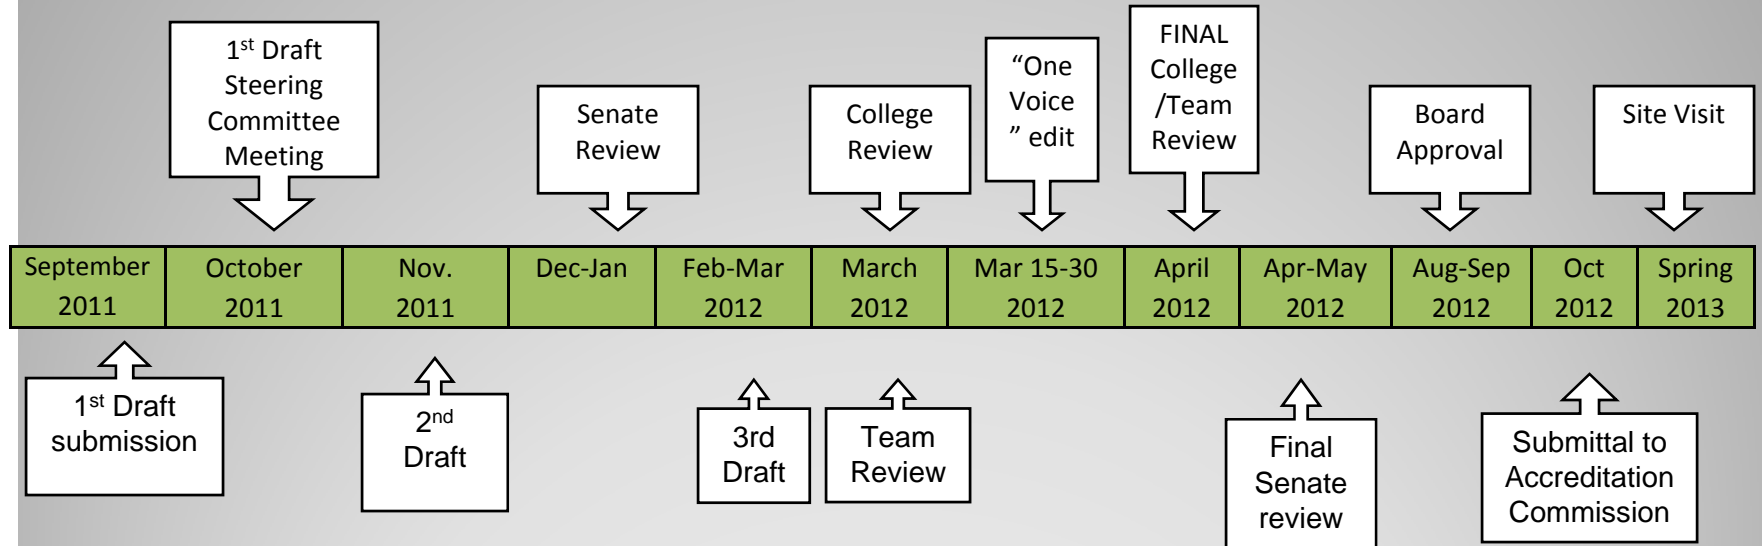 1st Draft
Steering
Committee
Meeting
Senate
Review
College
Review
“One
Voice
” edit
FINAL
College
/Team
Review
Board
Approval
Site Visit
September
2011
October
2011
Nov.
2011
Dec-Jan
Feb-Mar
2012
March
2012
Mar 15-30
2012
April
2012
Apr-May
2012
Aug-Sep
2012
Oct
2012
Spring
2013
1st Draft
submission
2nd
Draft
3rd
Draft
Team
Review
Final
Senate
review
Submittal to
Accreditation
Commission